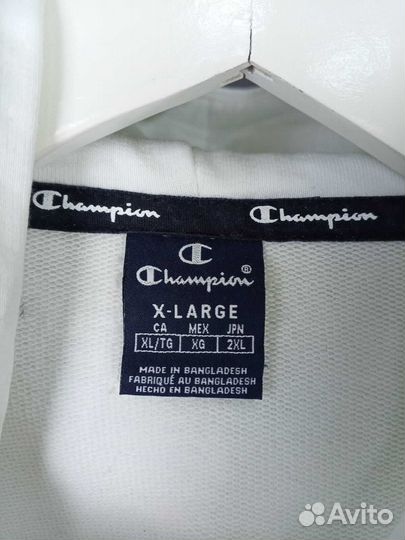 Champion Champion
Champion®
X-LARGE
CA MEX JPN
XL/TG XG 2XL
MADE IN BANGLADESH
FABRIQUÉ AU BANGLADESH
HECHO EN BANGLADESH
Avito